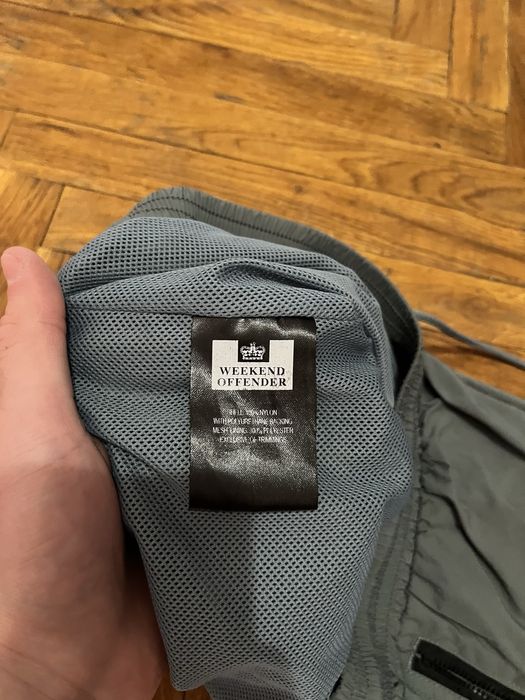 WEEKEND
OFFENDER
SHELL: 100% NYLON
WITH POLYURETHANE BACKING
MESH LINING: 100% POLYESTER
EXCLUSIVE OF TRIMMINGS